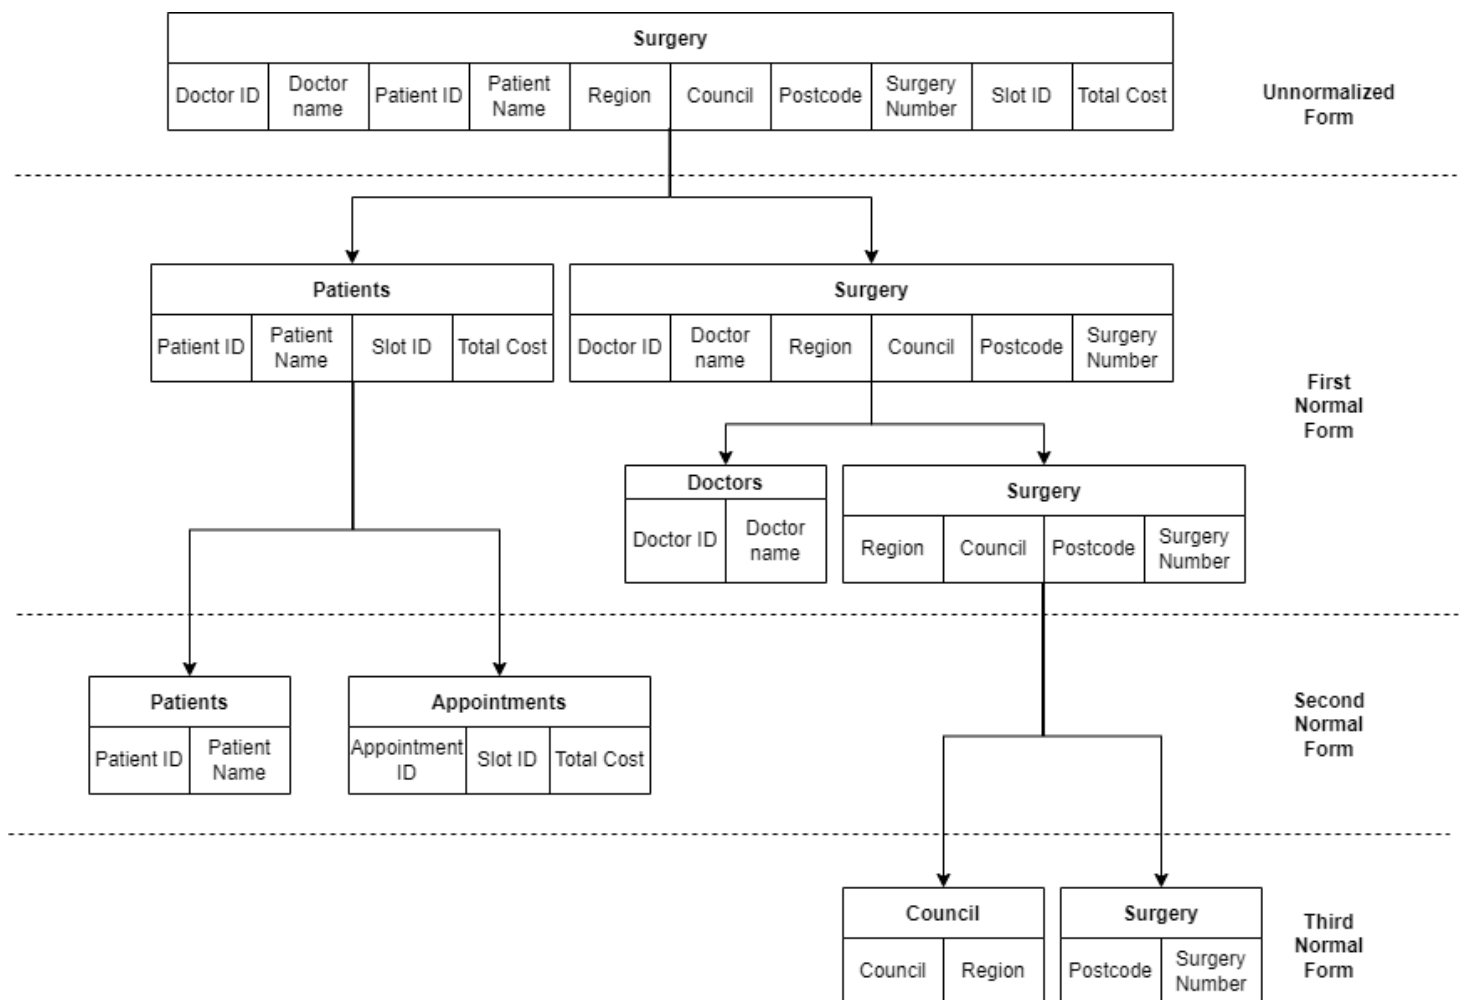 Surgery
Doctor ID
Doctor
name
Patient ID
Patient
Name
Region
Council
Postcode
Surgery
Number
Slot ID
Total Cost
Unnormalized
Form
Patients
Patient ID
Patient
Name
Slot ID
Total Cost
Surgery
Doctor ID
Doctor
name
Region
Council
Postcode
Surgery
Number
First
Normal
Form
Doctors
Doctor ID
Doctor
name
Surgery
Region
Council
Postcode
Surgery
Number
Patients
Patient ID
Patient
Name
Appointments
Appointment
ID
Slot ID
Total Cost
Second
Normal
Form
Council
Council
Region
Surgery
Postcode
Surgery
Number
Third
Normal
Form